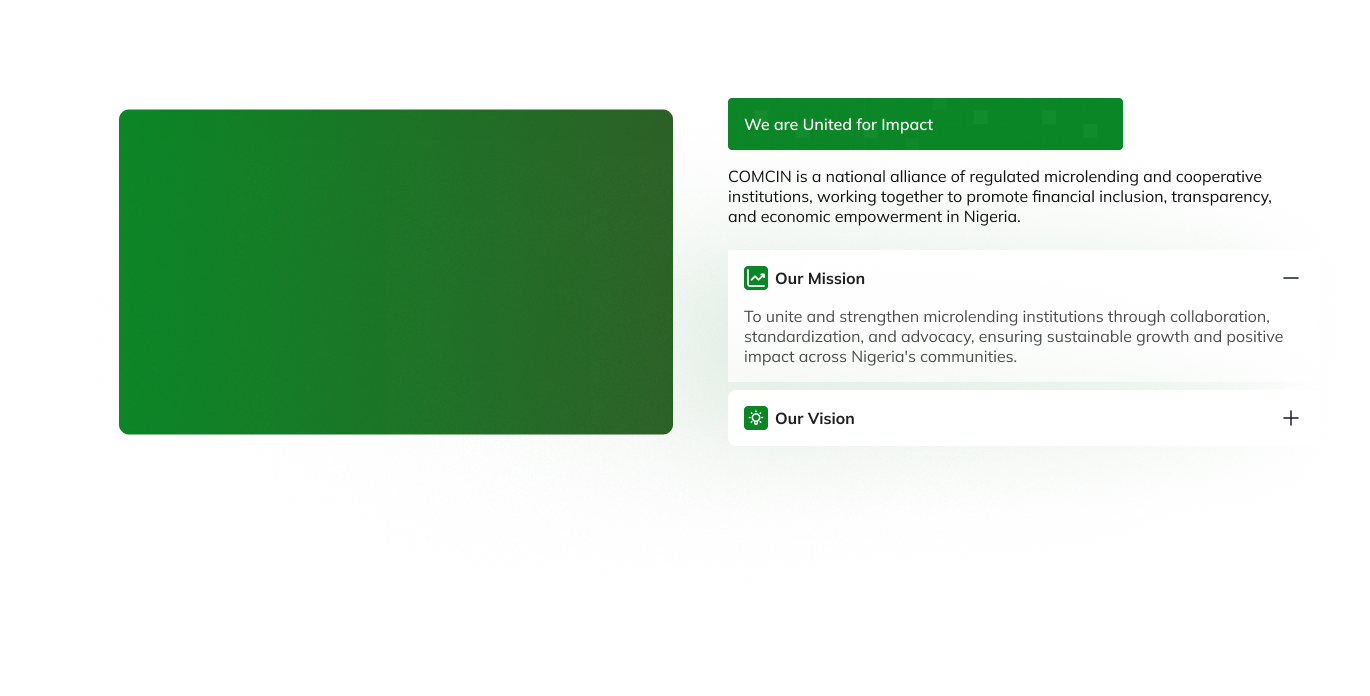 We are United for Impact
COMCIN is a national alliance of regulated microlending and cooperative
institutions, working together to promote financial inclusion, transparency,
and economic empowerment in Nigeria.
Our Mission
To unite and strengthen microlending institutions through collaboration,
standardization, and advocacy, ensuring sustainable growth and positive
impact across Nigeria's communities.
Our Vision